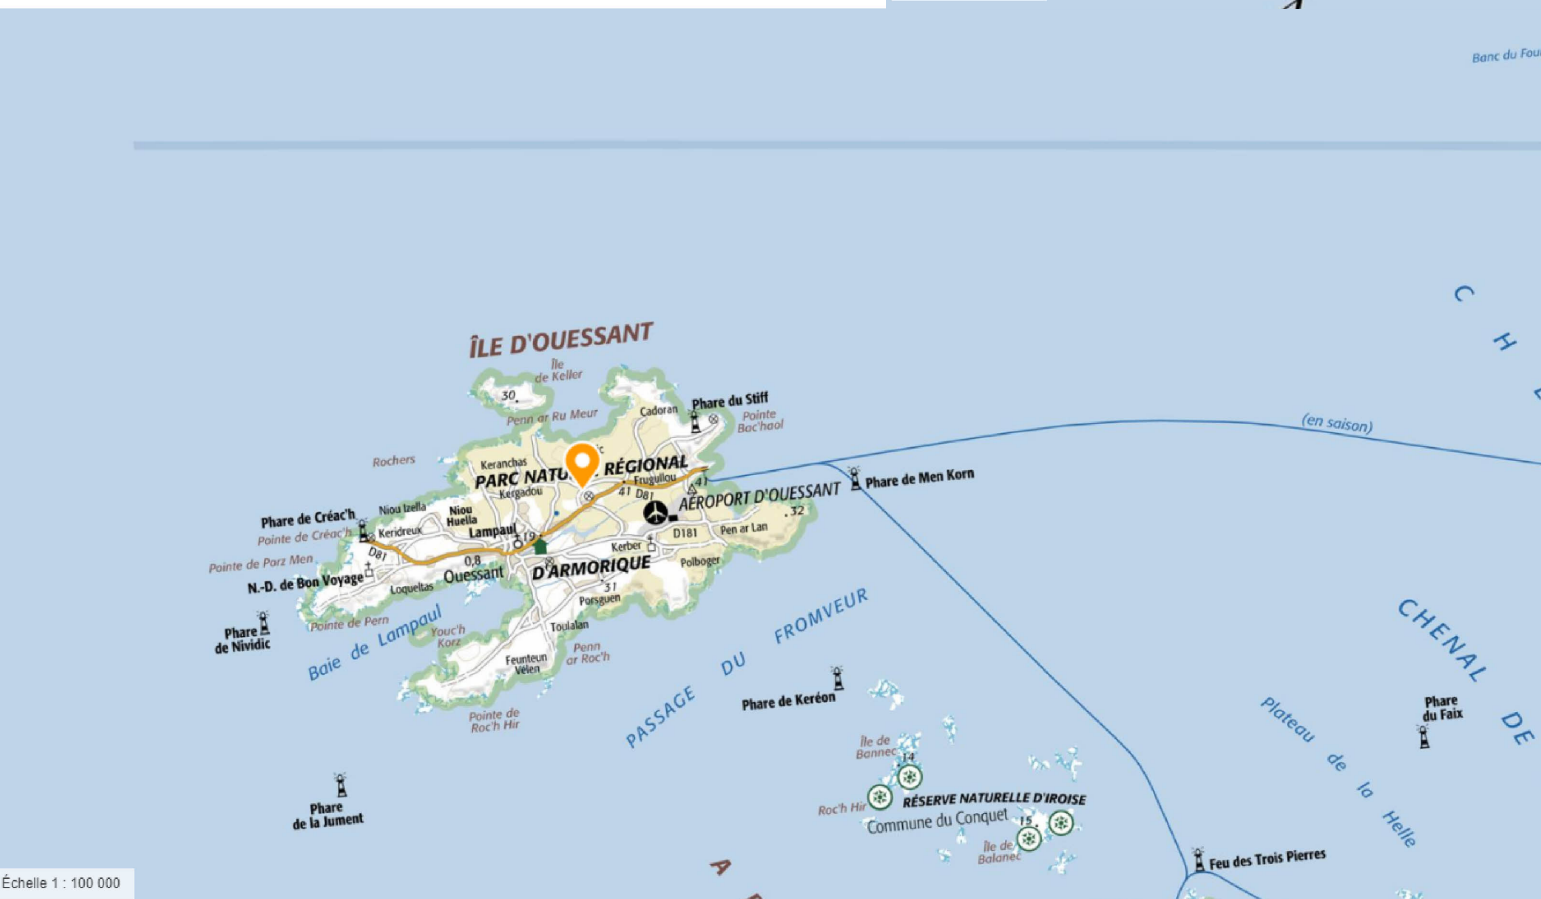 Banc du Four
C
H
ÎLE D'OUESSANT
Île
de Keller
30
Penn ar Ru Meur
Cadoran
Phare du Stiff
Pointe
Bac'haol
(en saison)
Rochers
Keranchas
PARC NATU RÉGIONAL
Kergadou
Frugullou
41
D81
41
AÉROPORT D'OUESSANT
Phare de Men Korn
32
Phare de Créac'h
Niou Izella
Niou
Huella
Pointe de Créac'h
Keridreux
Lampaul
19
D181
Pen ar Lan
Kerber
D81
Pointe de Porz Men
0,8
Ouessant
D'ARMORIQUE
Polboger
N.-D. de Bon Voyage
Loqueltas
31
Porsguen
Pointe de Pern
Phare
de Nividic
Baie de Lampaul
Youc'h
Korz
Toulalan
Penn
ar Roc'h
Feunteun
Velen
Pointe de
Roc'h Hir
PASSAGE DU FROMVEUR
CHENAL DE
Phare de Keréon
Phare
du Faix
Plateau de la Helle
Île de
Bannec
14
Roc'h Hir
RÉSERVE NATURELLE D'IROISE
Commune du Conquet
15
Île de
Balanec
Phare
de la Jument
Feu des Trois Pierres
A
Échelle 1 : 100 000